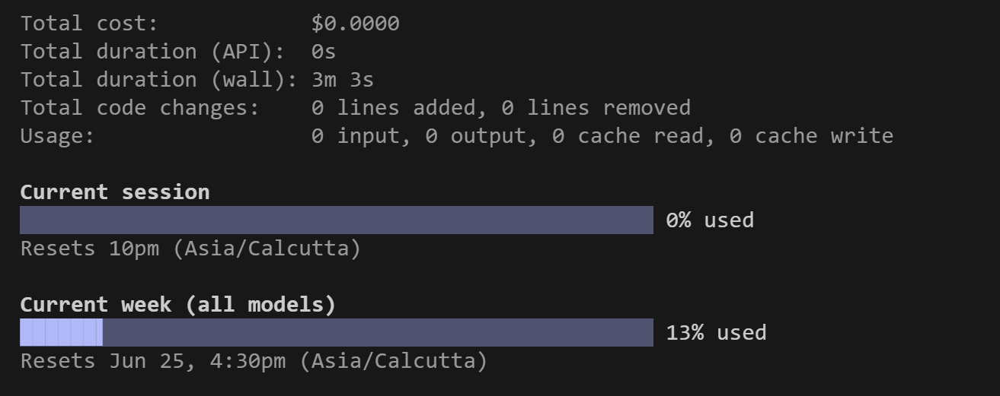 Total cost: $0.0000
Total duration (API): 0s
Total duration (wall): 3m 3s
Total code changes: 0 lines added, 0 lines removed
Usage: 0 input, 0 output, 0 cache read, 0 cache write
Current session
0% used
Resets 10pm (Asia/Calcutta)
Current week (all models)
13% used
Resets Jun 25, 4:30pm (Asia/Calcutta)